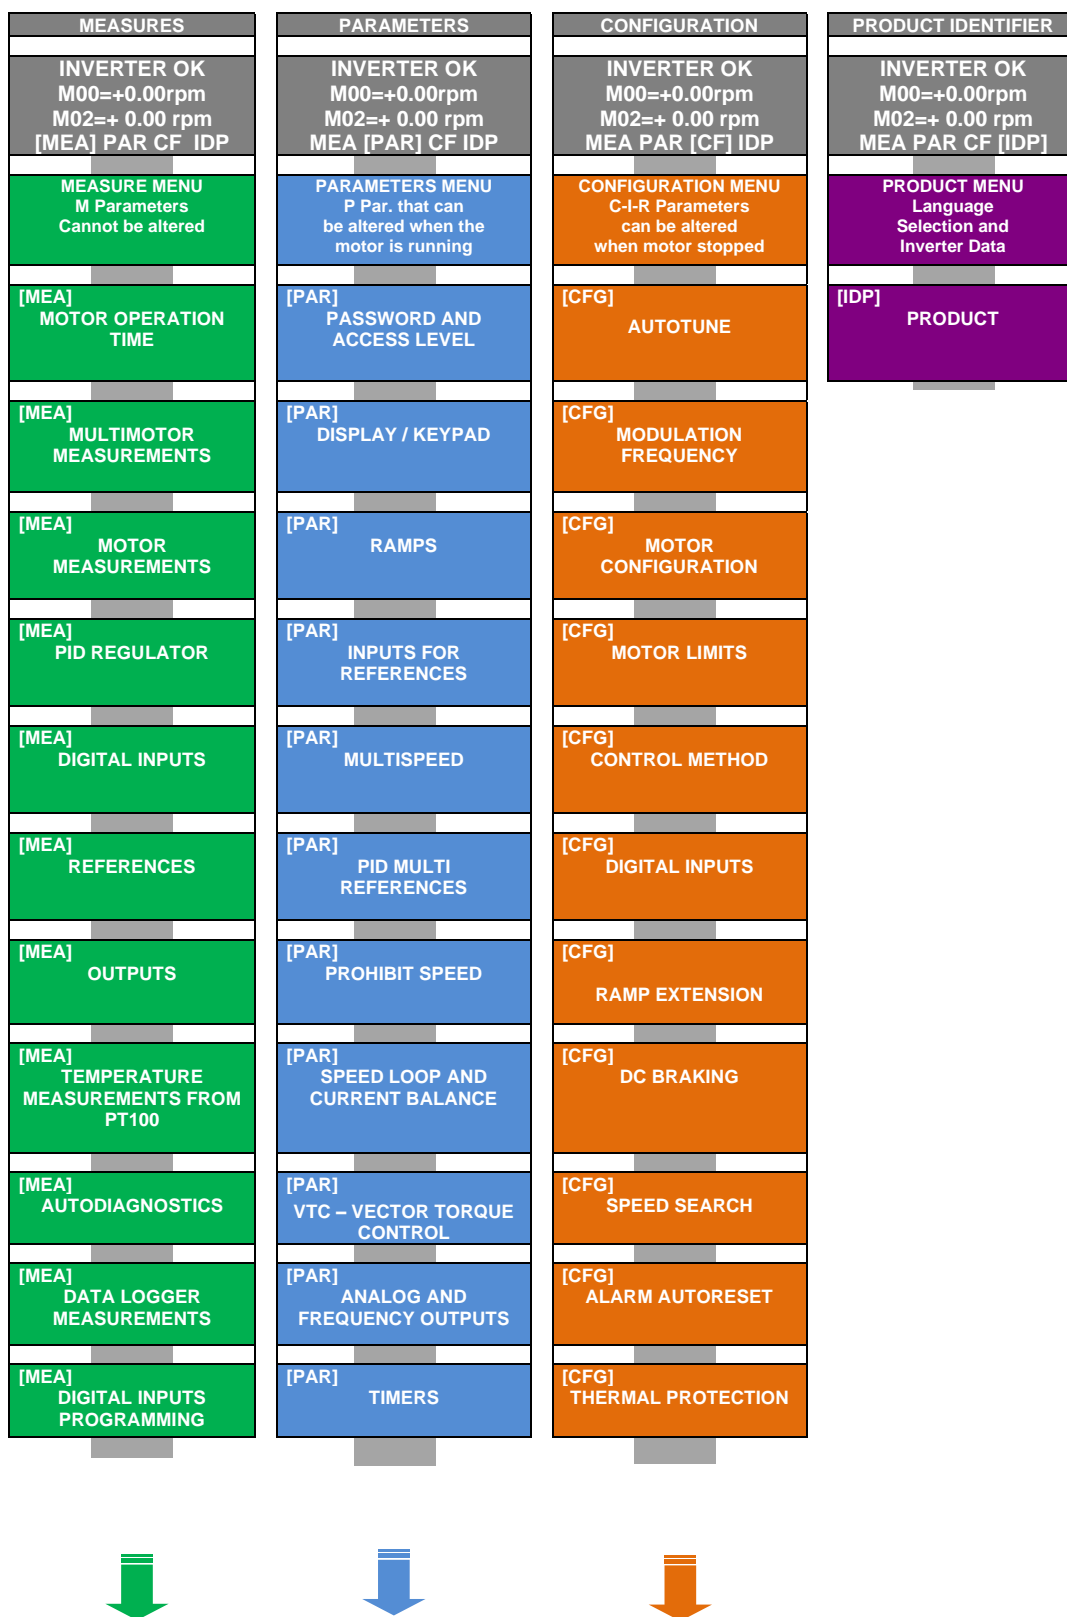 MEASURES
INVERTER OK
M00=+0.00rpm
M02=+ 0.00 rpm
[MEA] PAR CF  IDP
MEASURE MENU
M Parameters
Cannot be altered
[MEA]
MOTOR OPERATION
TIME
[MEA]
MULTIMOTOR
MEASUREMENTS
[MEA]
MOTOR
MEASUREMENTS
[MEA]
PID REGULATOR
[MEA]
DIGITAL INPUTS
[MEA]
REFERENCES
[MEA]
OUTPUTS
[MEA]
TEMPERATURE
MEASUREMENTS FROM
PT100
[MEA]
AUTODIAGNOSTICS
[MEA]
DATA LOGGER
MEASUREMENTS
[MEA]
DIGITAL INPUTS
PROGRAMMING
PARAMETERS
INVERTER OK
M00=+0.00rpm
M02=+ 0.00 rpm
MEA [PAR] CF IDP
PARAMETERS MENU
P Par. that can
be altered when the
motor is running
[PAR]
PASSWORD AND
ACCESS LEVEL
[PAR]
DISPLAY / KEYPAD
[PAR]
RAMPS
[PAR]
INPUTS FOR
REFERENCES
[PAR]
MULTISPEED
[PAR]
PID MULTI
REFERENCES
[PAR]
PROHIBIT SPEED
[PAR]
SPEED LOOP AND
CURRENT BALANCE
[PAR]
VTC – VECTOR TORQUE
CONTROL
[PAR]
ANALOG AND
FREQUENCY OUTPUTS
[PAR]
TIMERS
CONFIGURATION
INVERTER OK
M00=+0.00rpm
M02=+ 0.00 rpm
MEA PAR [CF] IDP
CONFIGURATION MENU
C-I-R Parameters
can be altered
when motor stopped
[CFG]
AUTOTUNE
[CFG]
MODULATION
FREQUENCY
[CFG]
MOTOR
CONFIGURATION
[CFG]
MOTOR LIMITS
[CFG]
CONTROL METHOD
[CFG]
DIGITAL INPUTS
[CFG]
RAMP EXTENSION
[CFG]
DC BRAKING
[CFG]
SPEED SEARCH
[CFG]
ALARM AUTORESET
[CFG]
THERMAL PROTECTION
PRODUCT IDENTIFIER
INVERTER OK
M00=+0.00rpm
M02=+ 0.00 rpm
MEA PAR CF [IDP]
PRODUCT MENU
Language
Selection and
Inverter Data
[IDP]
PRODUCT